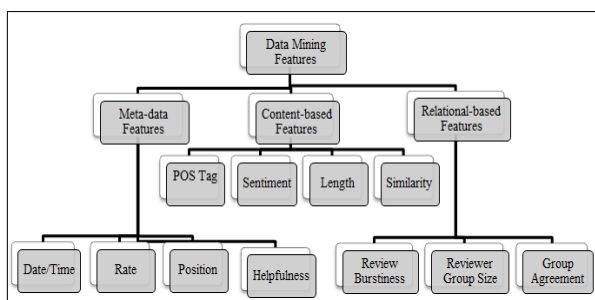 Data Mining
Features
Meta-data
Features
Content-based
Features
Relational-based
Features
POS Tag
Sentiment
Length
Similarity
Date/Time
Rate
Position
Helpfulness
Review
Burstiness
Reviewer
Group Size
Group
Agreement